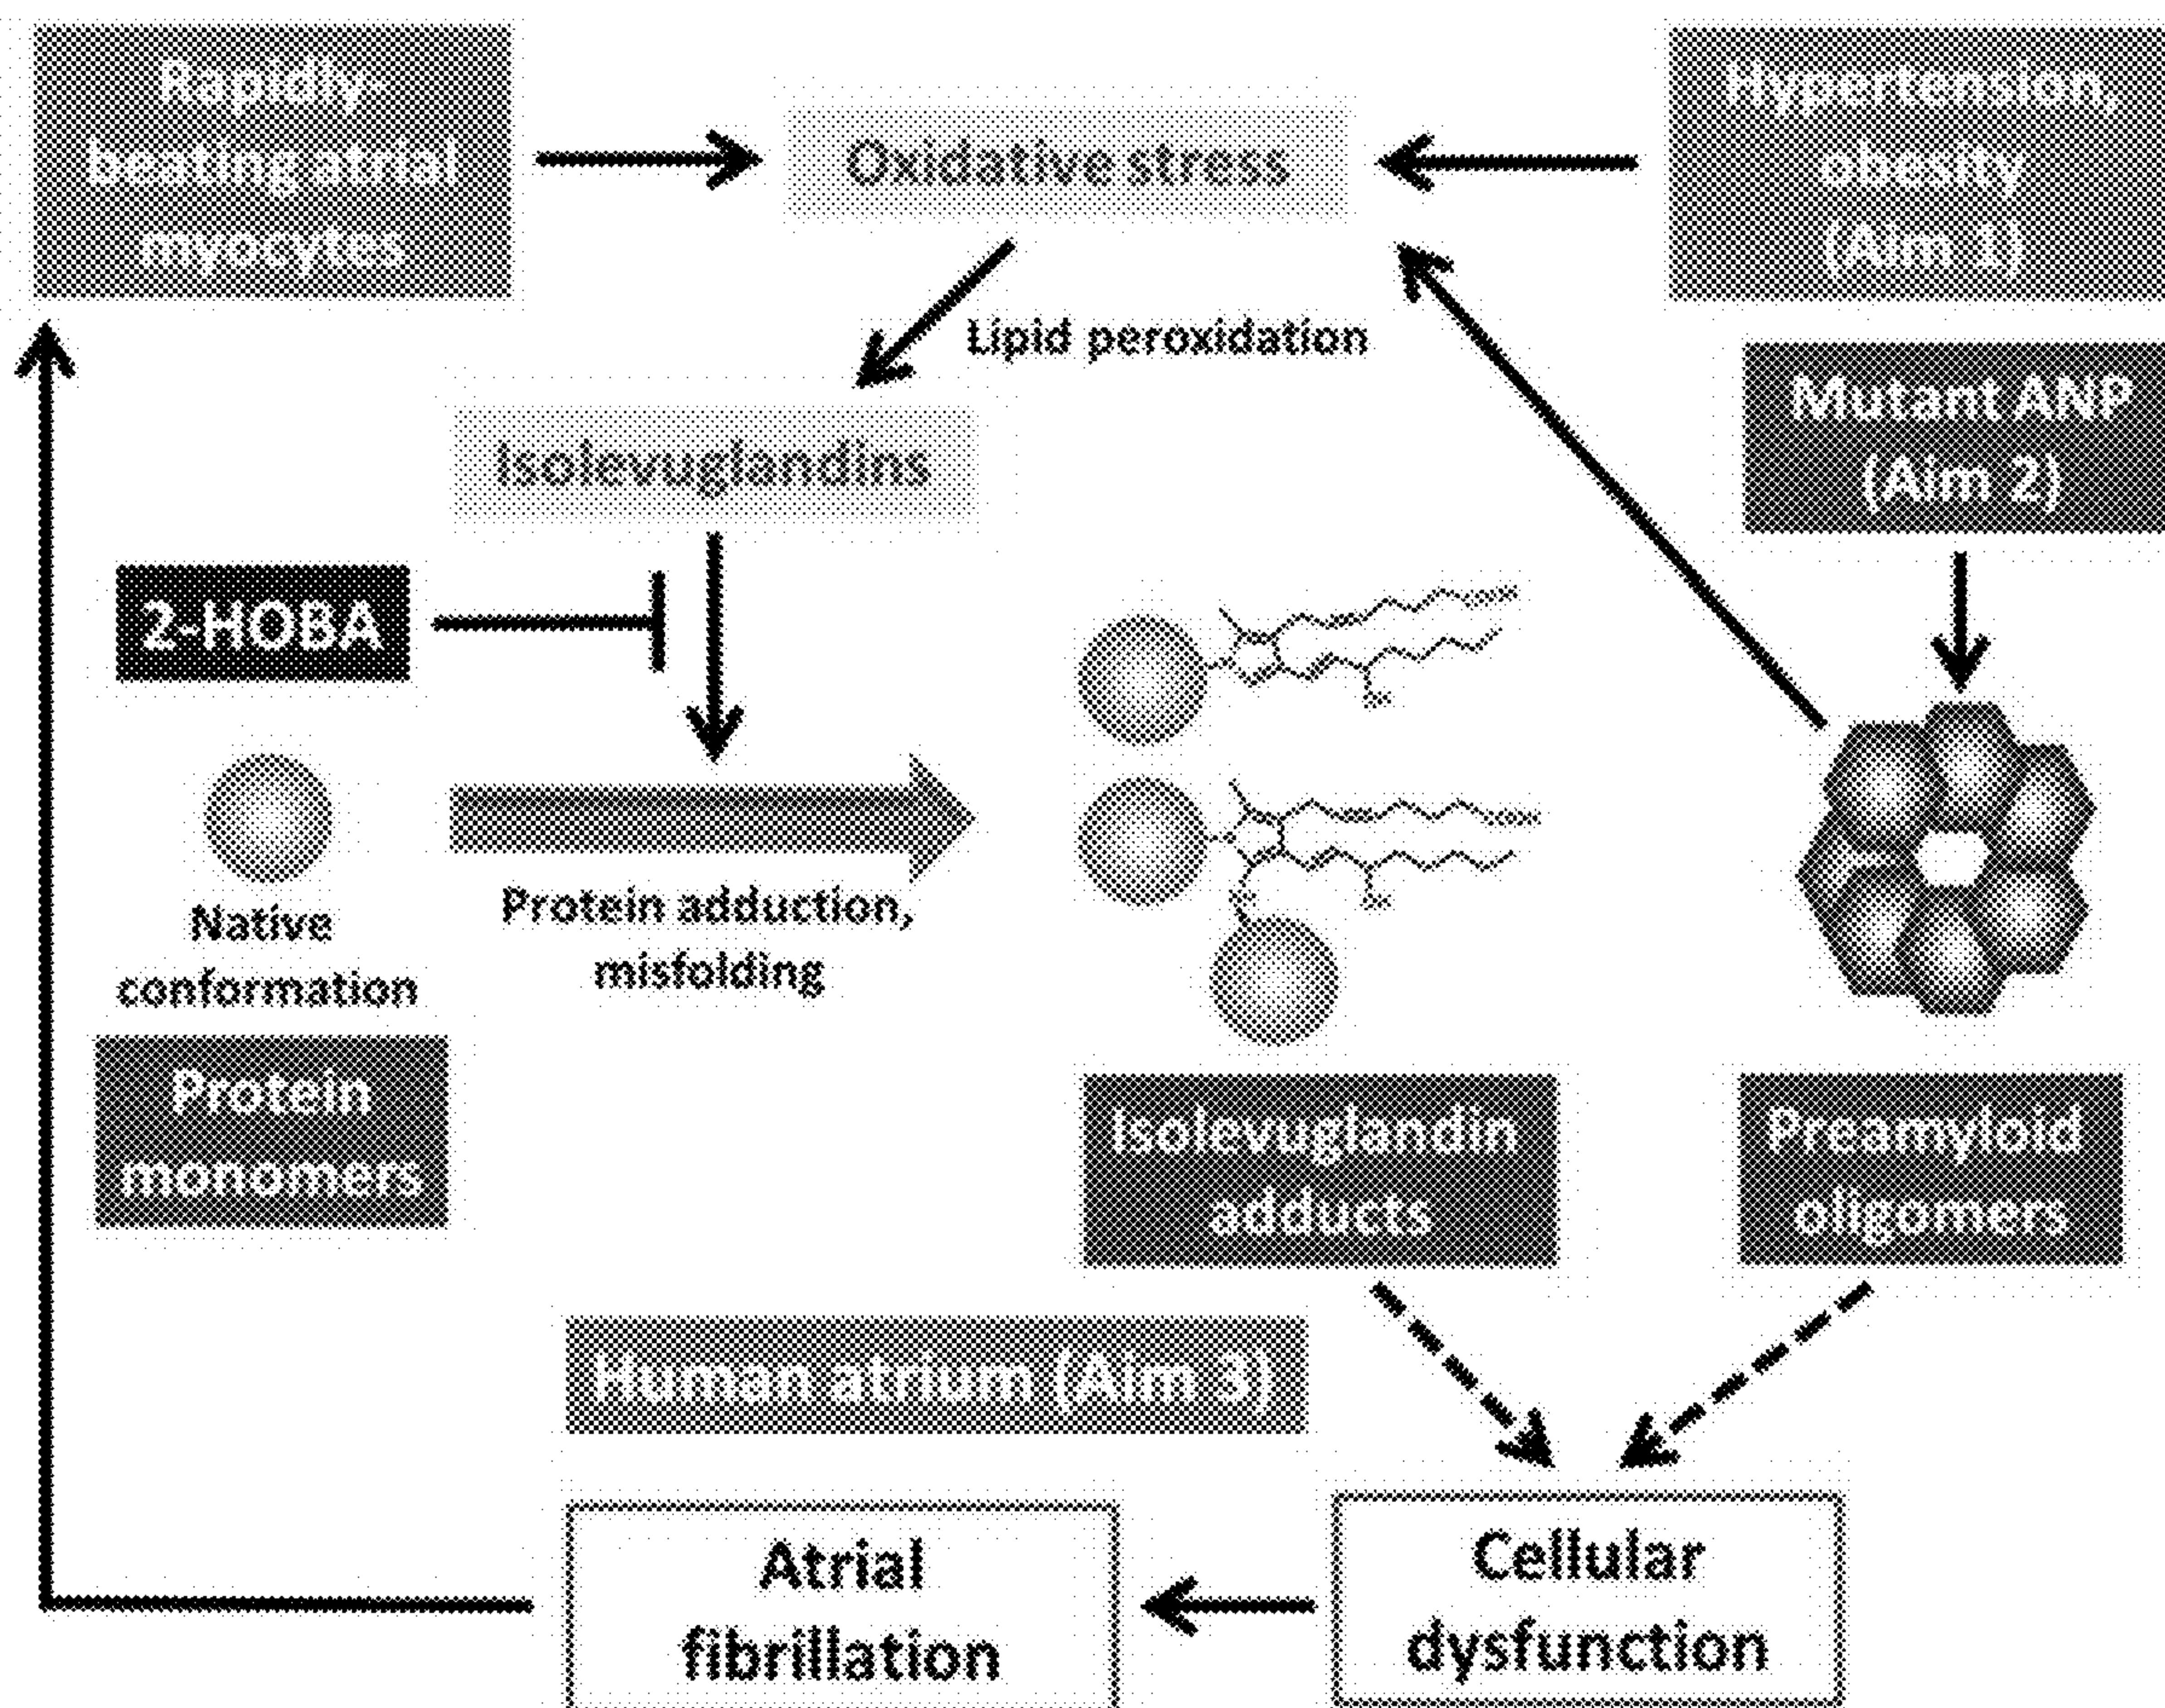 Rapidly-
beating atrial
myocytes
Oxidative stress
Hypertension,
obesity
(Aim 1)
Lipid peroxidation
Mutant ANP
(Aim 2)
Isolevuglandins
2-HOBA
Native
conformation
Protein adduction,
misfolding
Protein
monomers
Isolevuglandin
adducts
Preamyloid
oligomers
Human atrium (Aim 3)
Atrial
fibrillation
Cellular
dysfunction